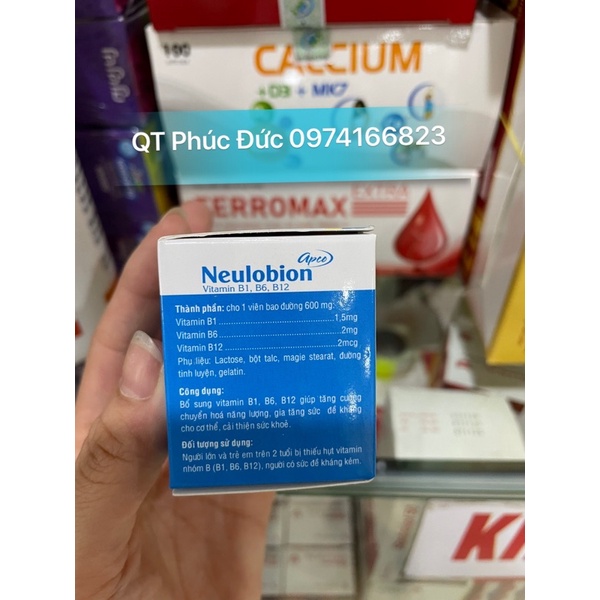 100
CALCIUM
+D3 + MK7
QT Phúc Đức 0974166823
FERROMAX
EXTRA
apco
Neulobion
Vitamin B1, B6, B12
Thành phần: cho 1 viên bao đường 600 mg:
Vitamin B1 ........ 1,5mg
Vitamin B6 ........ 2mg
Vitamin B12 ........ 2mcg
Phụ liệu: Lactose, bột talc, magie stearat, đường
tinh luyện, gelatin.
Công dụng:
Bổ sung vitamin B1, B6, B12 giúp tăng cường
chuyển hoá năng lượng, gia tăng sức đề kháng
cho cơ thể, cải thiện sức khoẻ.
Đối tượng sử dụng:
Người lớn và trẻ em trên 2 tuổi bị thiếu hụt vitamin
nhóm B (B1, B6, B12), người có sức đề kháng kém.